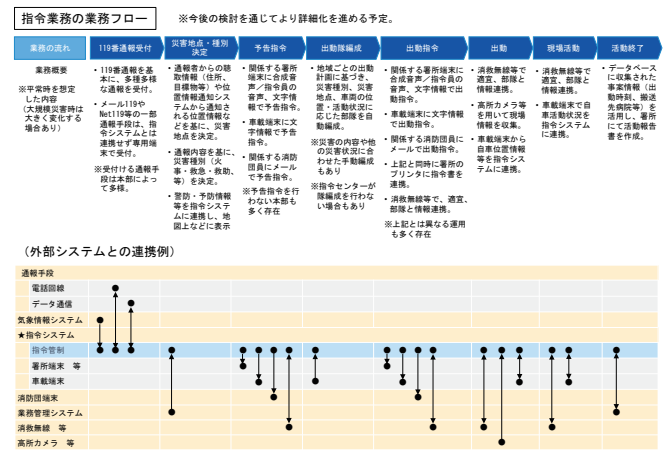 指令業務の業務フロー
※今後の検討を通じてより詳細化を進める予定。
業務の流れ
119番通報受付
災害地点・種別
決定
予告指令
出動隊編成
出動指令
出動
現場活動
活動終了
業務概要
※平常時を想定
した内容
(大規模災害時は
大きく変化する
場合あり)
・119番通報を基
本に、多種多様
な通報を受付。
・メール119や
Net119等の一部
通報手段は、指
令システムとは
連携せず専用端
末で受付。
※受付ける通報手
段は本部によっ
て多様。
・通報者からの聴
取情報(住所、
目標物等)や位
置情報通知シス
テムから通知さ
れる位置情報な
どを基に、災害
地点を決定。
・通報内容を基に、
災害種別(火
事・救急・救助、
等)を決定。
・警防・予防情報
等を指令システ
ムに連携し、地
図上などに表示
・関係する署所
端末に合成音
声/指令員の
音声、文字情
報で予告指令。
・車載端末に文
字情報で予告
指令。
・関係する消防
団員にメール
で予告指令。
※予告指令を行
わない本部も
多く存在
・地域ごとの出動
計画に基づき、
災害種別、災害
地点、車両の位
置・活動状況に
応じた部隊を自
動編成。
※災害の内容や他
の災害状況に合
わせた手動編成
もあり
※指令センターが
隊編成を行わな
い場合もあり
・関係する署所端末に
合成音声/指令員の
音声、文字情報で出
動指令。
・車載端末に文字情報
で出動指令。
・関係する消防団員に
メールで出動指令。
・上記と同時に署所の
プリンタに指令書を
連携。
・消救無線等で、適宜、
部隊と情報連携。
※上記とは異なる運用
も多く存在
・消救無線等で
適宜、部隊と
情報連携。
・高所カメラ等
を用いて現場
情報を収集。
・車載端末から
自車位置情報
等を指令シス
テムに連携。
・消救無線等で
適宜、部隊と
情報連携。
・車載端末で自
車活動状況を
指令システム
に連携。
・データベース
に収集された
事案情報(出
動時刻、搬送
先病院等)を
活用し、署所
にて活動報告
書を作成。
(外部システムとの連携例)
通報手段
電話回線
データ通信
気象情報システム
★指令システム
指令管制
署所端末 等
車載端末
消防団端末
業務管理システム
消救無線 等
高所カメラ 等